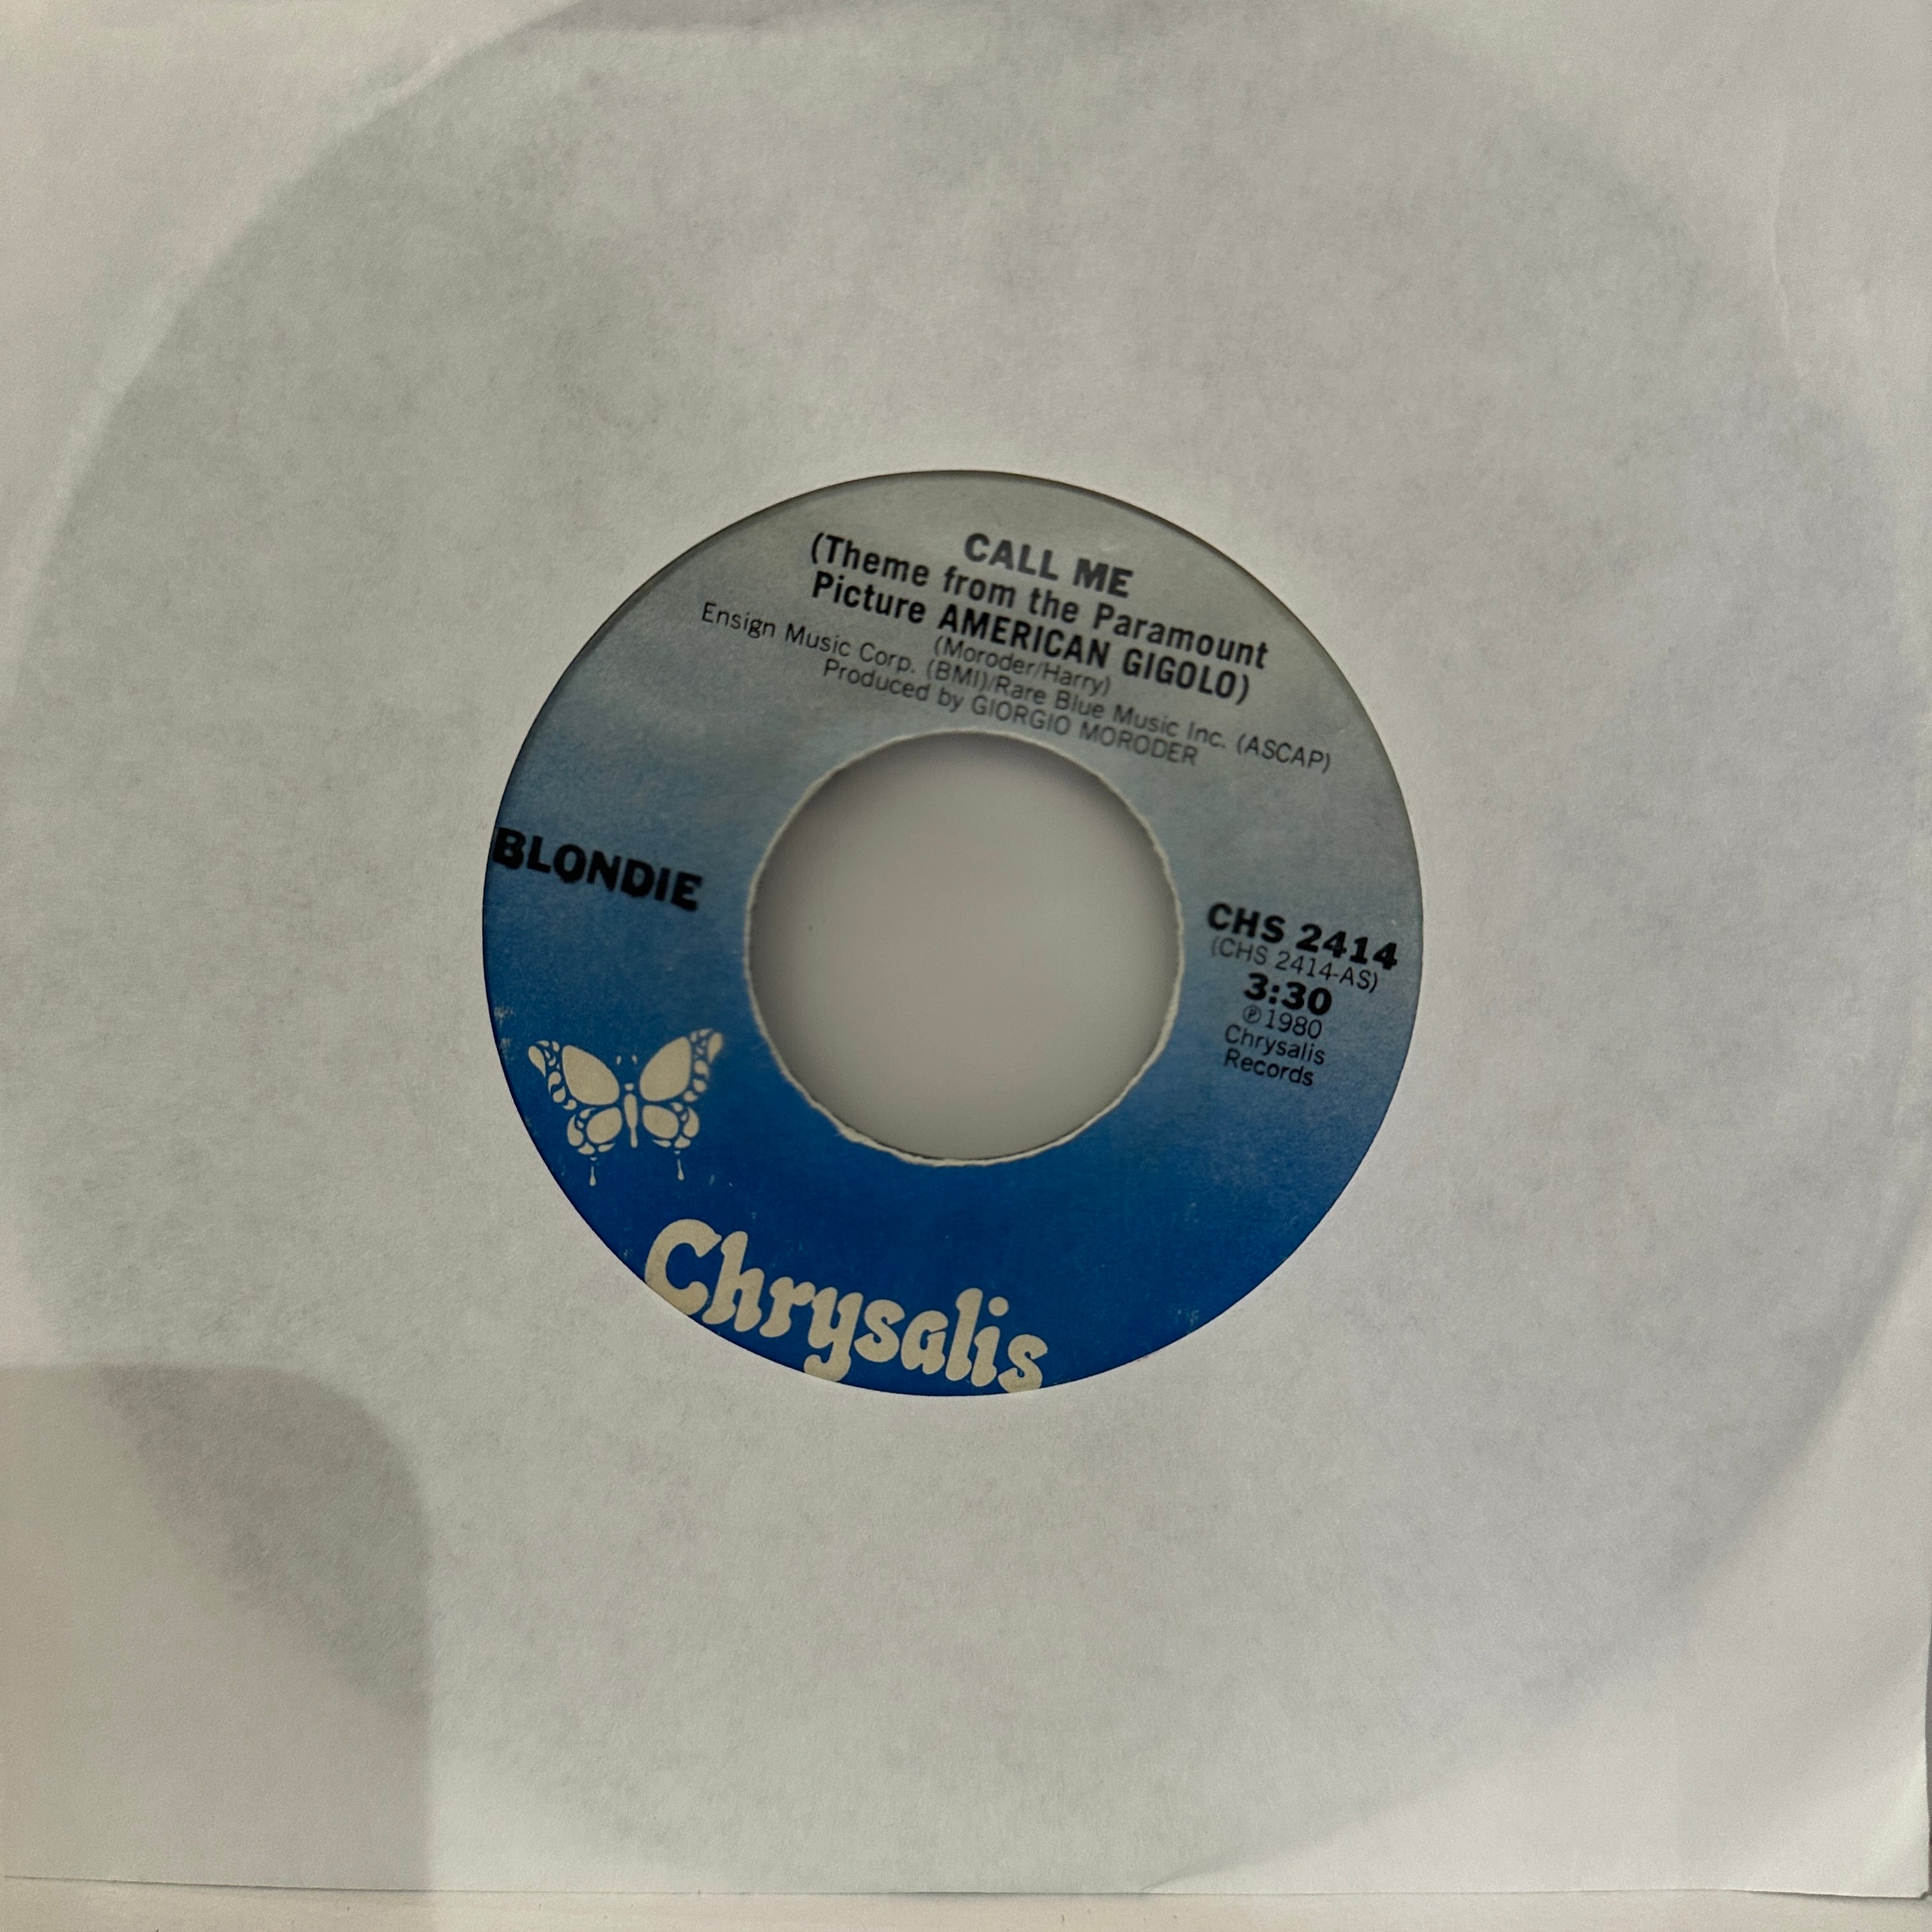 CALL ME
(Theme from the Paramount
Picture AMERICAN GIGOLO)
(Moroder/Harry)
Ensign Music Corp. (BMI)/Rare Blue Music Inc. (ASCAP)
Produced by GIORGIO MORODER
BLONDIE
CHS 2414
(CHS 2414-AS)
3:30
℗1980
Chrysalis
Records
Chrysalis